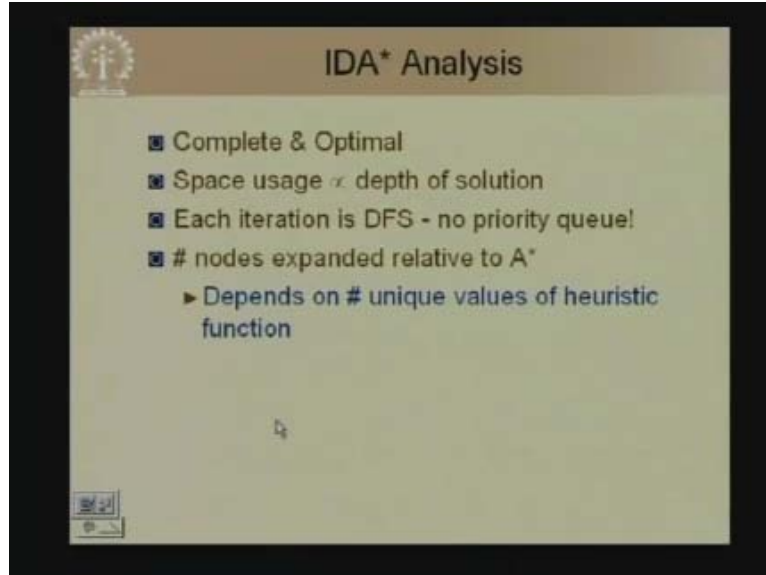 IDA* Analysis
Complete & Optimal
Space usage ∝ depth of solution
Each iteration is DFS - no priority queue!
# nodes expanded relative to A*
Depends on # unique values of heuristic
function